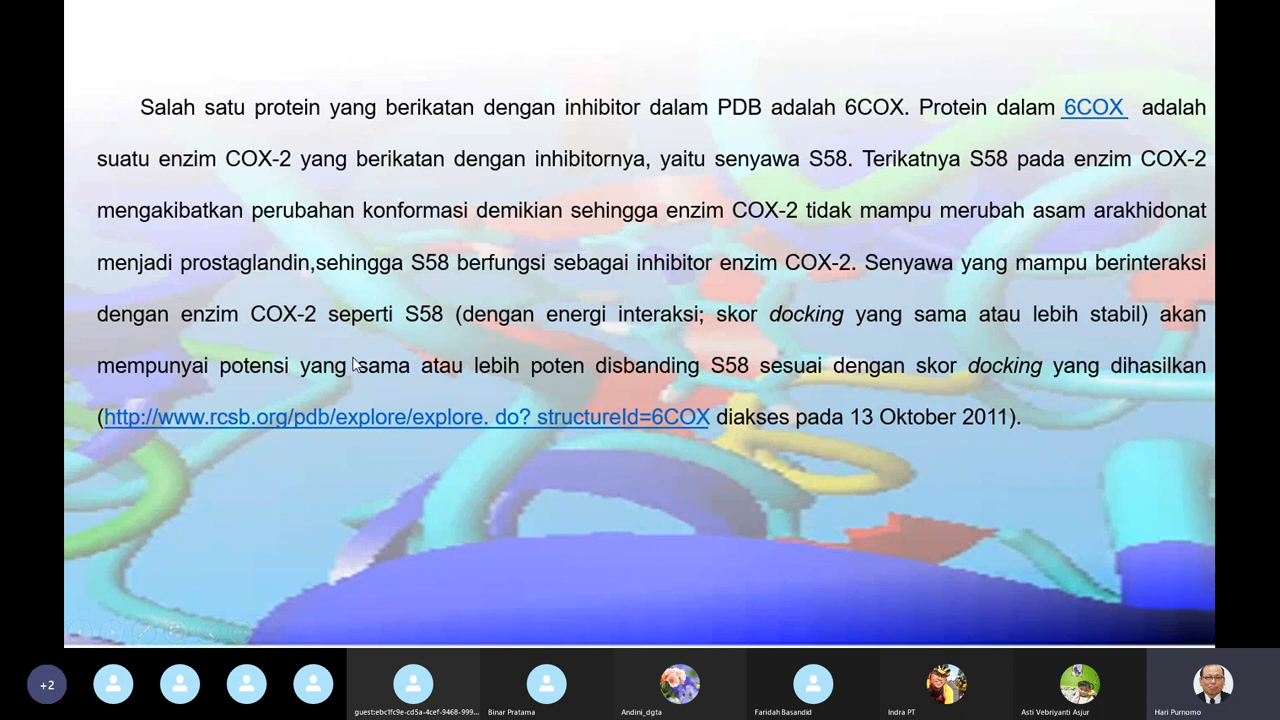 Salah satu protein yang berikatan dengan inhibitor dalam PDB adalah 6COX. Protein dalam 6COX adalah
suatu enzim COX-2 yang berikatan dengan inhibitornya, yaitu senyawa S58. Terikatnya S58 pada enzim COX-2
mengakibatkan perubahan konformasi demikian sehingga enzim COX-2 tidak mampu merubah asam arakhidonat
menjadi prostaglandin,sehingga S58 berfungsi sebagai inhibitor enzim COX-2. Senyawa yang mampu berinteraksi
dengan enzim COX-2 seperti S58 (dengan energi interaksi; skor docking yang sama atau lebih stabil) akan
mempunyai potensi yang sama atau lebih poten disbanding S58 sesuai dengan skor docking yang dihasilkan
(http://www.rcsb.org/pdb/explore/explore. do? structureId=6COX diakses pada 13 Oktober 2011).
+2
guest:ebc1fc9e-cd5a-4cef-9468-999...
Binar Pratama
Andini_dgta
Faridah Basandid
Indra PT
Asti Vebriyanti Asjur
Hari Purnomo